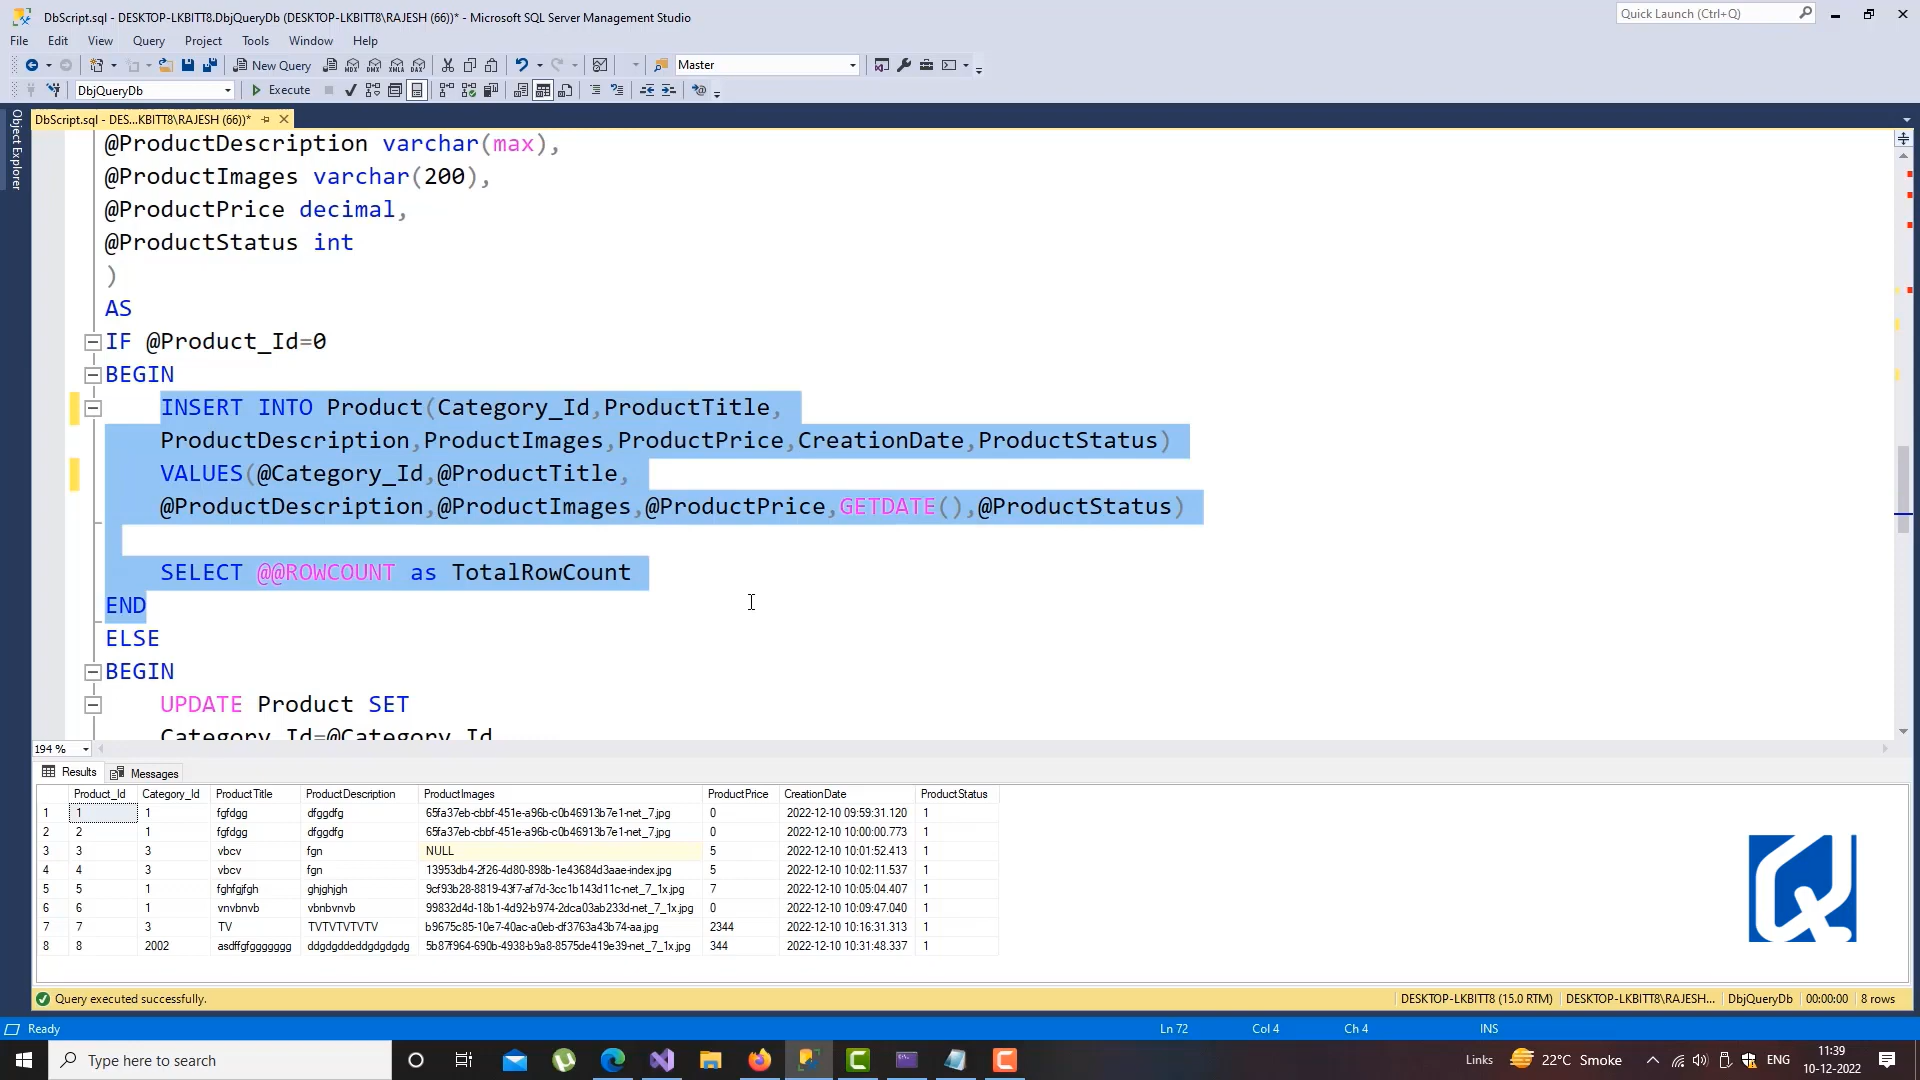 DbScript.sql - DESKTOP-LKBITT8.DbjQueryDb (DESKTOP-LKBITT8\RAJESH (66))* - Microsoft SQL Server Management Studio
Quick Launch (Ctrl+Q)
File Edit View Query Project Tools Window Help
New Query
MDX DMX XMLA DAX
Master
DbjQueryDb
Execute
Object Explorer
DbScript.sql - DES...KBITT8\RAJESH (66))*
@ProductDescription varchar(max),
@ProductImages varchar(200),
@ProductPrice decimal,
@ProductStatus int
)
AS
IF @Product_Id=0
BEGIN
INSERT INTO Product(Category_Id,ProductTitle,
ProductDescription,ProductImages,ProductPrice,CreationDate,ProductStatus)
VALUES(@Category_Id,@ProductTitle,
@ProductDescription,@ProductImages,@ProductPrice,GETDATE(),@ProductStatus)
SELECT @@ROWCOUNT as TotalRowCount
END
ELSE
BEGIN
UPDATE Product SET
Category_Id=@Category_Id
194 %
Results Messages
Product_Id Category_Id ProductTitle ProductDescription ProductImages ProductPrice CreationDate ProductStatus
1 1 1 fgfdgg dfggdfg 65fa37eb-cbbf-451e-a96b-c0b46913b7e1-net_7.jpg 0 2022-12-10 09:59:31.120 1
2 2 1 fgfdgg dfggdfg 65fa37eb-cbbf-451e-a96b-c0b46913b7e1-net_7.jpg 0 2022-12-10 10:00:00.773 1
3 3 3 vbcv fgn NULL 5 2022-12-10 10:01:52.413 1
4 4 3 vbcv fgn 13953db4-2f26-4d80-898b-1e43684d3aae-index.jpg 5 2022-12-10 10:02:11.537 1
5 5 1 fghfgjfgh ghjghjgh 9cf93b28-8819-43f7-af7d-3cc1b143d11c-net_7_1x.jpg 7 2022-12-10 10:05:04.407 1
6 6 1 vnvbnvb vbnbvnvb 99832d4d-18b1-4d92-b974-2dca03ab233d-net_7_1x.jpg 0 2022-12-10 10:09:47.040 1
7 7 3 TV TVTVTVTVTV b9675c85-10e7-40ac-a0eb-df3763a43b74-aa.jpg 2344 2022-12-10 10:16:31.313 1
8 8 2002 asdffgfggggggg ddgdgddeddgdgdgdg 5b87f964-690b-4938-b9a8-8575de419e39-net_7_1x.jpg 344 2022-12-10 10:31:48.337 1
Query executed successfully.
DESKTOP-LKBITT8 (15.0 RTM) DESKTOP-LKBITT8\RAJESH... DbjQueryDb 00:00:00 8 rows
Ready
Ln 72 Col 4 Ch 4 INS
Type here to search
Links
22°C Smoke
ENG
11:39
10-12-2022